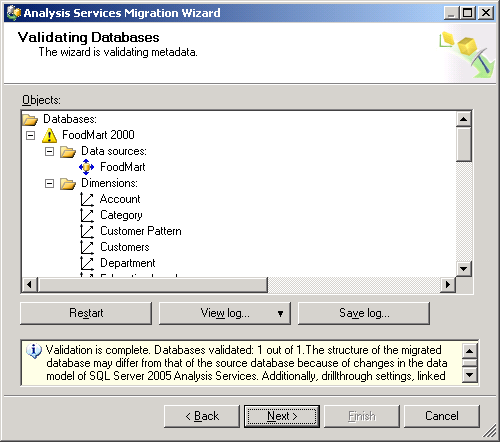 Analysis Services Migration Wizard
Validating Databases
The wizard is validating metadata.
Objects:
Databases:
FoodMart 2000
Data sources:
FoodMart
Dimensions:
Account
Category
Customer Pattern
Customers
Department
Restart
View log...
Save log...
Validation is complete. Databases validated: 1 out of 1.The structure of the migrated
database may differ from that of the source database because of changes in the data
model of SQL Server 2005 Analysis Services. Additionally, drillthrough settings, linked
< Back
Next >
Finish
Cancel